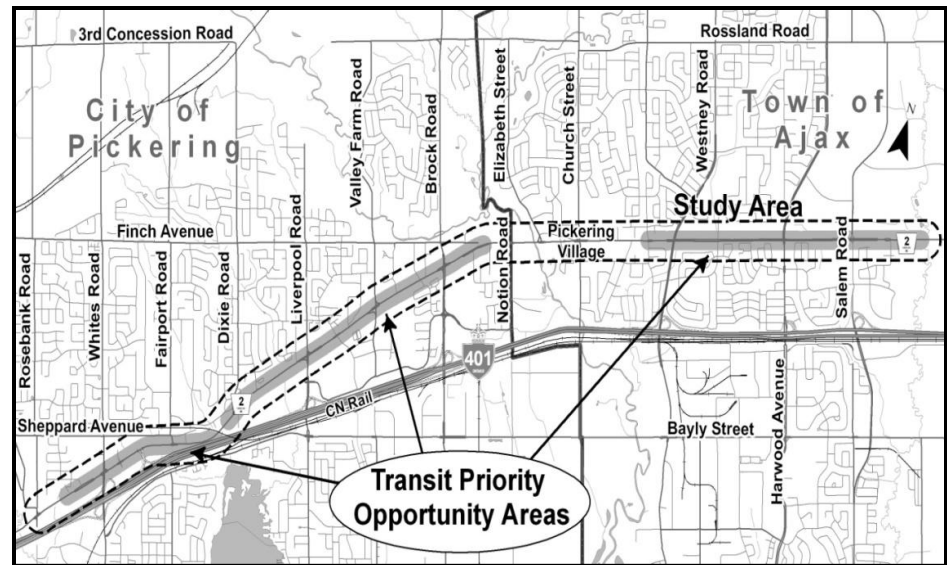 3rd Concession Road
Rossland Road
City of
Pickering
Valley Farm Road
Brock Road
Elizabeth Street
Church Street
Westney Road
Town of
Ajax
N
Study Area
Finch Avenue
Pickering
Village
2
Rosebank Road
Whites Road
Fairport Road
Dixie Road
Liverpool Road
Notion Road
Salem Road
401
2
CN Rail
Sheppard Avenue
Bayly Street
Harwood Avenue
Transit Priority
Opportunity Areas